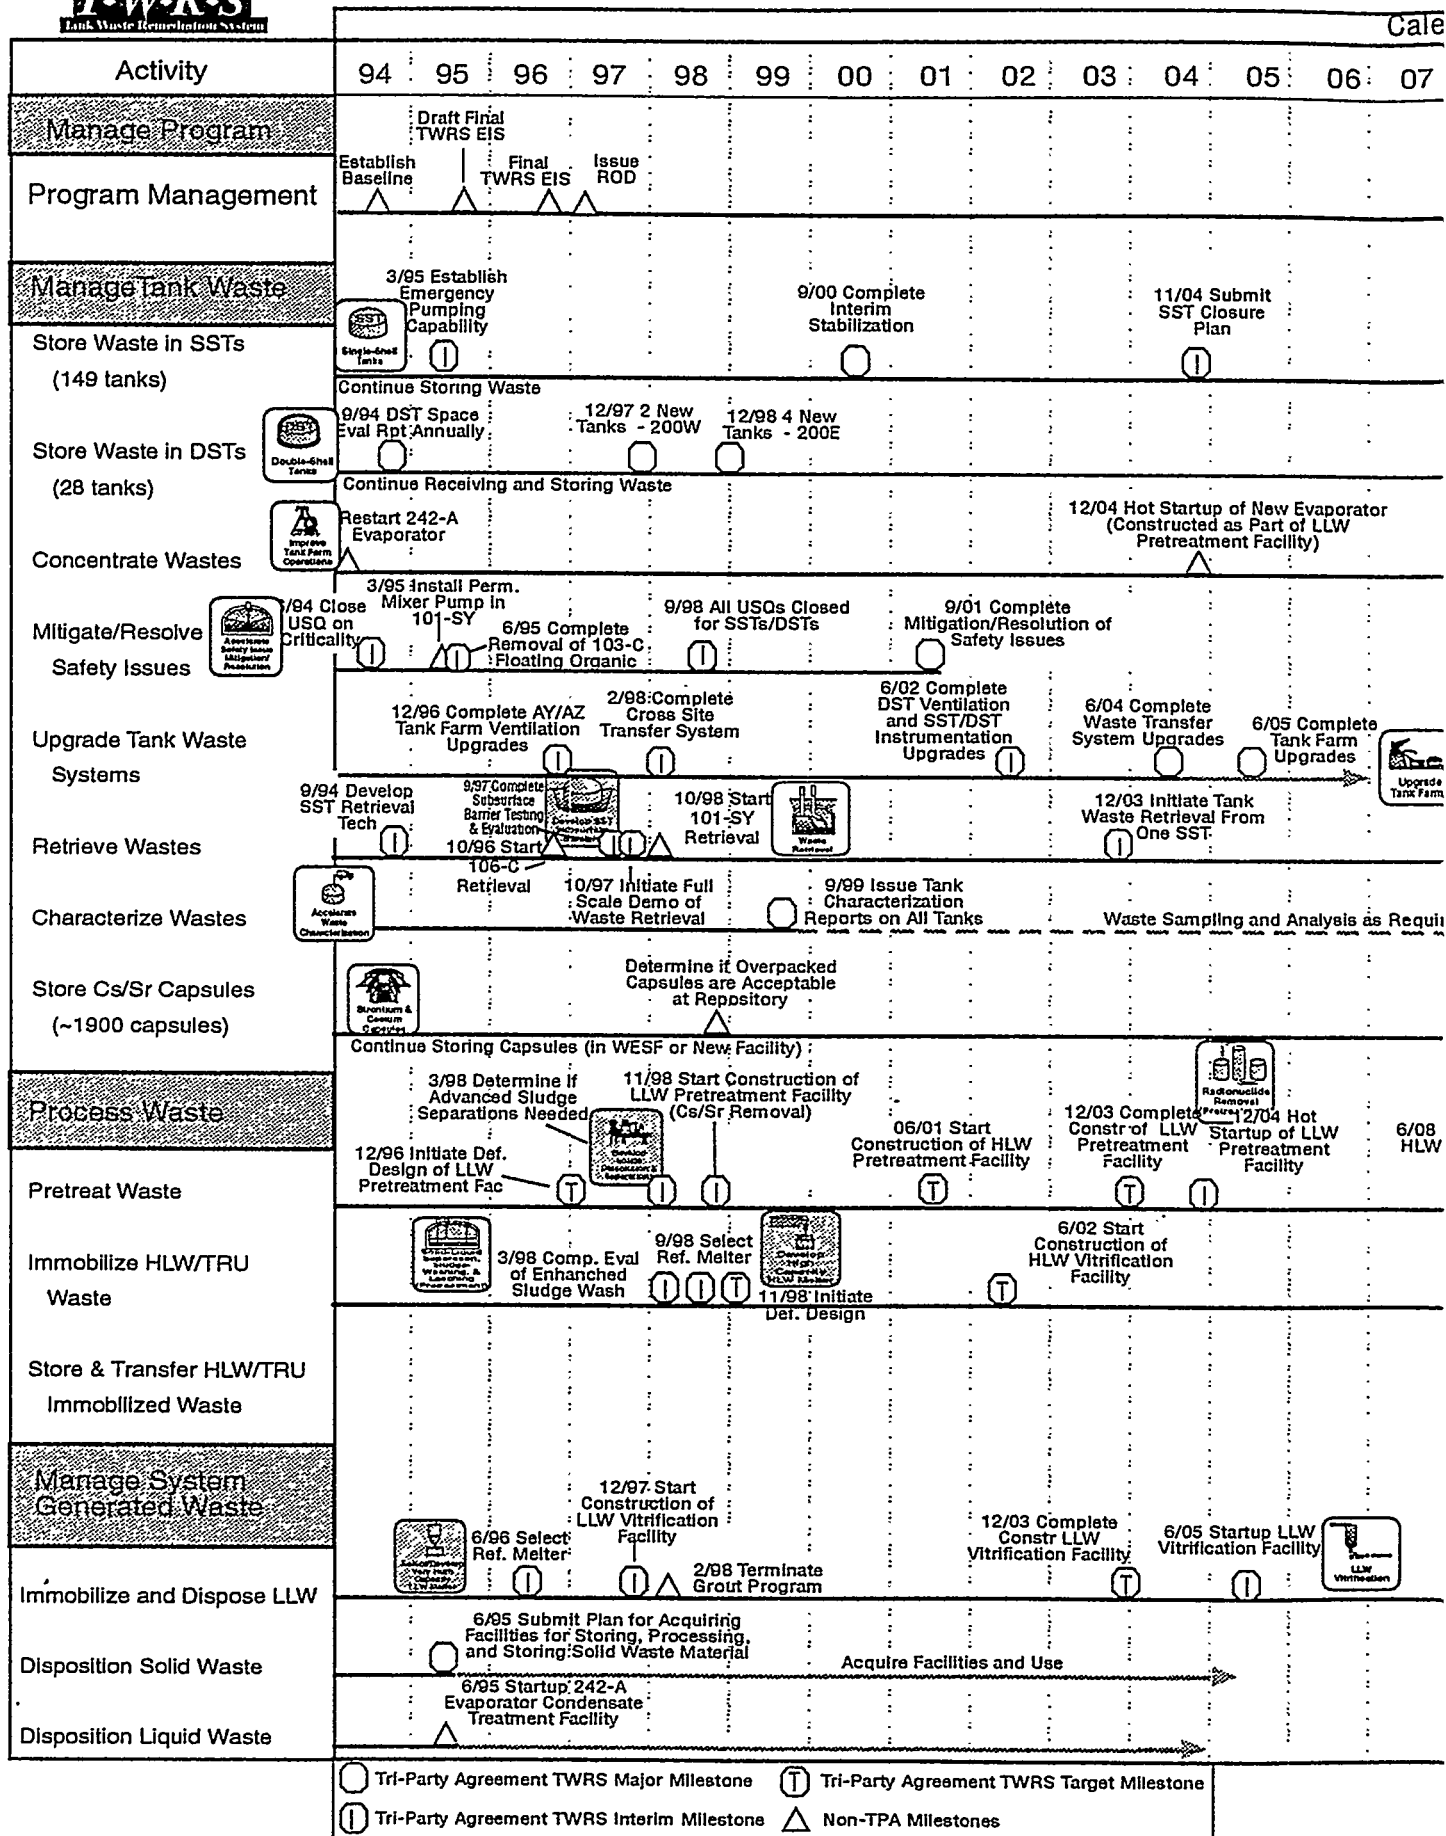 T·W·R·S
Tank Waste Remediation System
Cale
Activity
94 95 96 97 98 99 00 01 02 03 04 05 06 07
Manage Program
Draft Final
TWRS EIS
Establish
Baseline
Final
TWRS EIS
Issue
ROD
Program Management
Manage Tank Waste
3/95 Establish
Emergency
Pumping
Capability
9/00 Complete
Interim
Stabilization
11/04 Submit
SST Closure
Plan
SST
Single-Shell
Tanks
Store Waste in SSTs
(149 tanks)
I
I
Continue Storing Waste
9/94 DST Space
Eval Rpt Annually
12/97 2 New
Tanks - 200W
12/98 4 New
Tanks - 200E
DST
Double-Shell
Tanks
Store Waste in DSTs
(28 tanks)
Continue Receiving and Storing Waste
Improve
Tank Farm
Operations
Restart 242-A
Evaporator
12/04 Hot Startup of New Evaporator
(Constructed as Part of LLW
Pretreatment Facility)
Concentrate Wastes
3/95 Install Perm.
Mixer Pump in
101-SY
/94 Close
USQ on
Criticality
6/95 Complete
Removal of 103-C
Floating Organic
9/98 All USQs Closed
for SSTs/DSTs
9/01 Complete
Mitigation/Resolution of
Safety Issues
Mitigate/Resolve
Safety Issues
Accelerate
Safety Issue
Mitigation/
Resolution
I I I
12/96 Complete AY/AZ
Tank Farm Ventilation
Upgrades
2/98 Complete
Cross Site
Transfer System
6/02 Complete
DST Ventilation
and SST/DST
Instrumentation
Upgrades
6/04 Complete
Waste Transfer
System Upgrades
6/05 Complete
Tank Farm
Upgrades
Upgrade
Tank Farm
Upgrade Tank Waste
Systems
I I I
9/94 Develop
SST Retrieval
Tech
9/97 Complete
Subsurface
Barrier Testing
& Evaluation
Develop SST
10/98 Start
101-SY
Retrieval
Waste
Retrieval
12/03 Initiate Tank
Waste Retrieval From
One SST
Retrieve Wastes
I I I I
10/96 Start
106-C
Retrieval
10/97 Initiate Full
Scale Demo of
Waste Retrieval
Accelerate
Waste
Characterization
Characterize Wastes
9/99 Issue Tank
Characterization
Reports on All Tanks
Waste Sampling and Analysis as Requi
Store Cs/Sr Capsules
(~1900 capsules)
Strontium &
Cesium
Capsules
Determine if Overpacked
Capsules are Acceptable
at Repository
Continue Storing Capsules (in WESF or New Facility)
Process Waste
3/98 Determine if
Advanced Sludge
Separations Needed
11/98 Start Construction of
LLW Pretreatment Facility
(Cs/Sr Removal)
Radionuclide
Removal
12/96 Initiate Def.
Design of LLW
Pretreatment Fac
06/01 Start
Construction of HLW
Pretreatment Facility
12/03 Complete
Constr of LLW
Pretreatment
Facility
12/04 Hot
Startup of LLW
Pretreatment
Facility
6/08
HLW
Pretreat Waste
T I I T T I
Immobilize HLW/TRU
Waste
3/98 Comp. Eval
of Enhanched
Sludge Wash
9/98 Select
Ref. Melter
Develop
High
Capacity
HLW Melter
11/98 Initiate
Def. Design
6/02 Start
Construction of
HLW Vitrification
Facility
I I T T
Store & Transfer HLW/TRU
Immobilized Waste
Manage System
Generated Waste
6/96 Select
Ref. Melter
12/97 Start
Construction of
LLW Vitrification
Facility
2/98 Terminate
Grout Program
12/03 Complete
Constr LLW
Vitrification Facility
6/05 Startup LLW
Vitrification Facility
LLW
Vitrification
Immobilize and Dispose LLW
I I T I
6/95 Submit Plan for Acquiring
Facilities for Storing, Processing,
and Storing Solid Waste Material
Disposition Solid Waste
Acquire Facilities and Use
6/95 Startup 242-A
Evaporator Condensate
Treatment Facility
Disposition Liquid Waste
Tri-Party Agreement TWRS Major Milestone
T Tri-Party Agreement TWRS Target Milestone
I Tri-Party Agreement TWRS Interim Milestone
Non-TPA Milestones